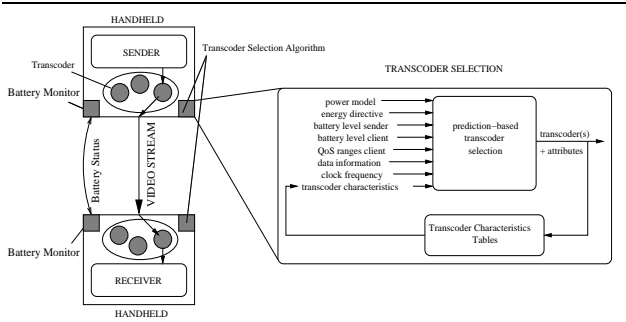 HANDHELD
SENDER
Transcoder
Transcoder Selection Algorithm
Battery Monitor
Battery Status
VIDEO STREAM
Battery Monitor
RECEIVER
HANDHELD
TRANSCODER SELECTION
power model
energy directive
battery level sender
battery level client
QoS ranges client
data information
clock frequency
transcoder characteristics
prediction−based
transcoder
selection
transcoder(s)
+ attributes
Transcoder Characteristics
Tables